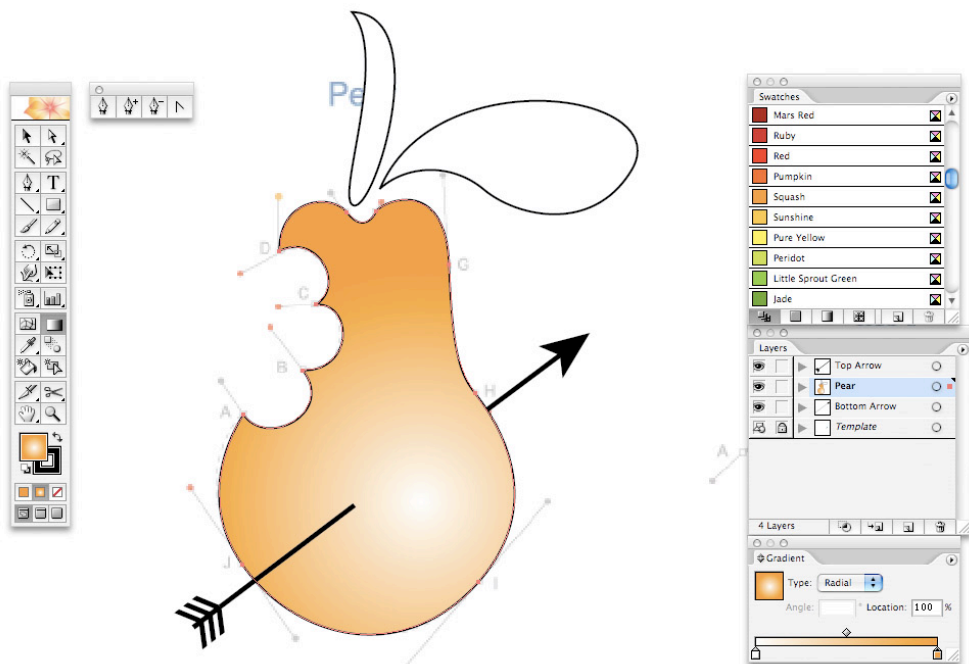 Pe
D
C
B
A
G
H
I
J
A
T
Swatches
Mars Red
Ruby
Red
Pumpkin
Squash
Sunshine
Pure Yellow
Peridot
Little Sprout Green
Jade
Layers
Top Arrow
Pear
Bottom Arrow
Template
4 Layers
Gradient
Type: Radial
Angle: ° Location: 100 %